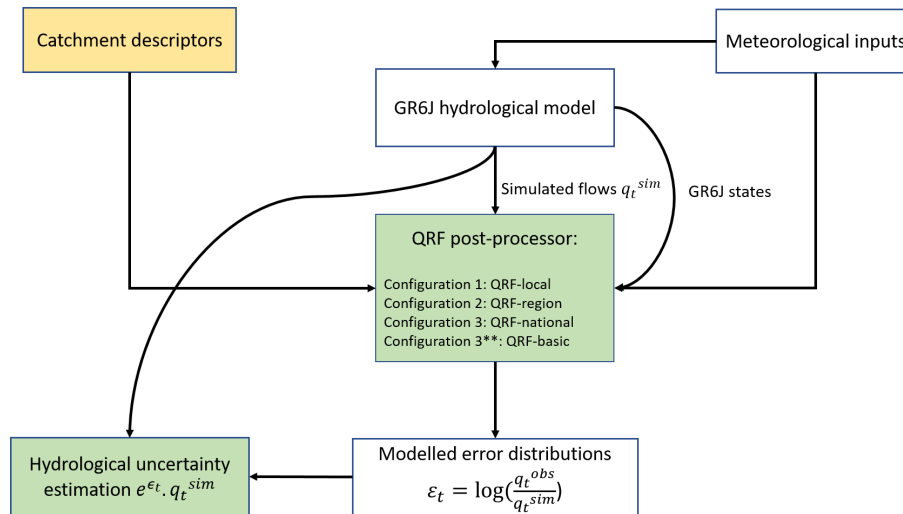 Catchment descriptors
Meteorological inputs
GR6J hydrological model
Simulated flows q_t^{sim}
GR6J states
QRF post-processor:
Configuration 1: QRF-local
Configuration 2: QRF-region
Configuration 3: QRF-national
Configuration 3**: QRF-basic
Hydrological uncertainty
estimation e^{ϵ_t}. q_t^{sim}
Modelled error distributions
ε_t = log(\frac{q_t^{obs}}{q_t^{sim}})